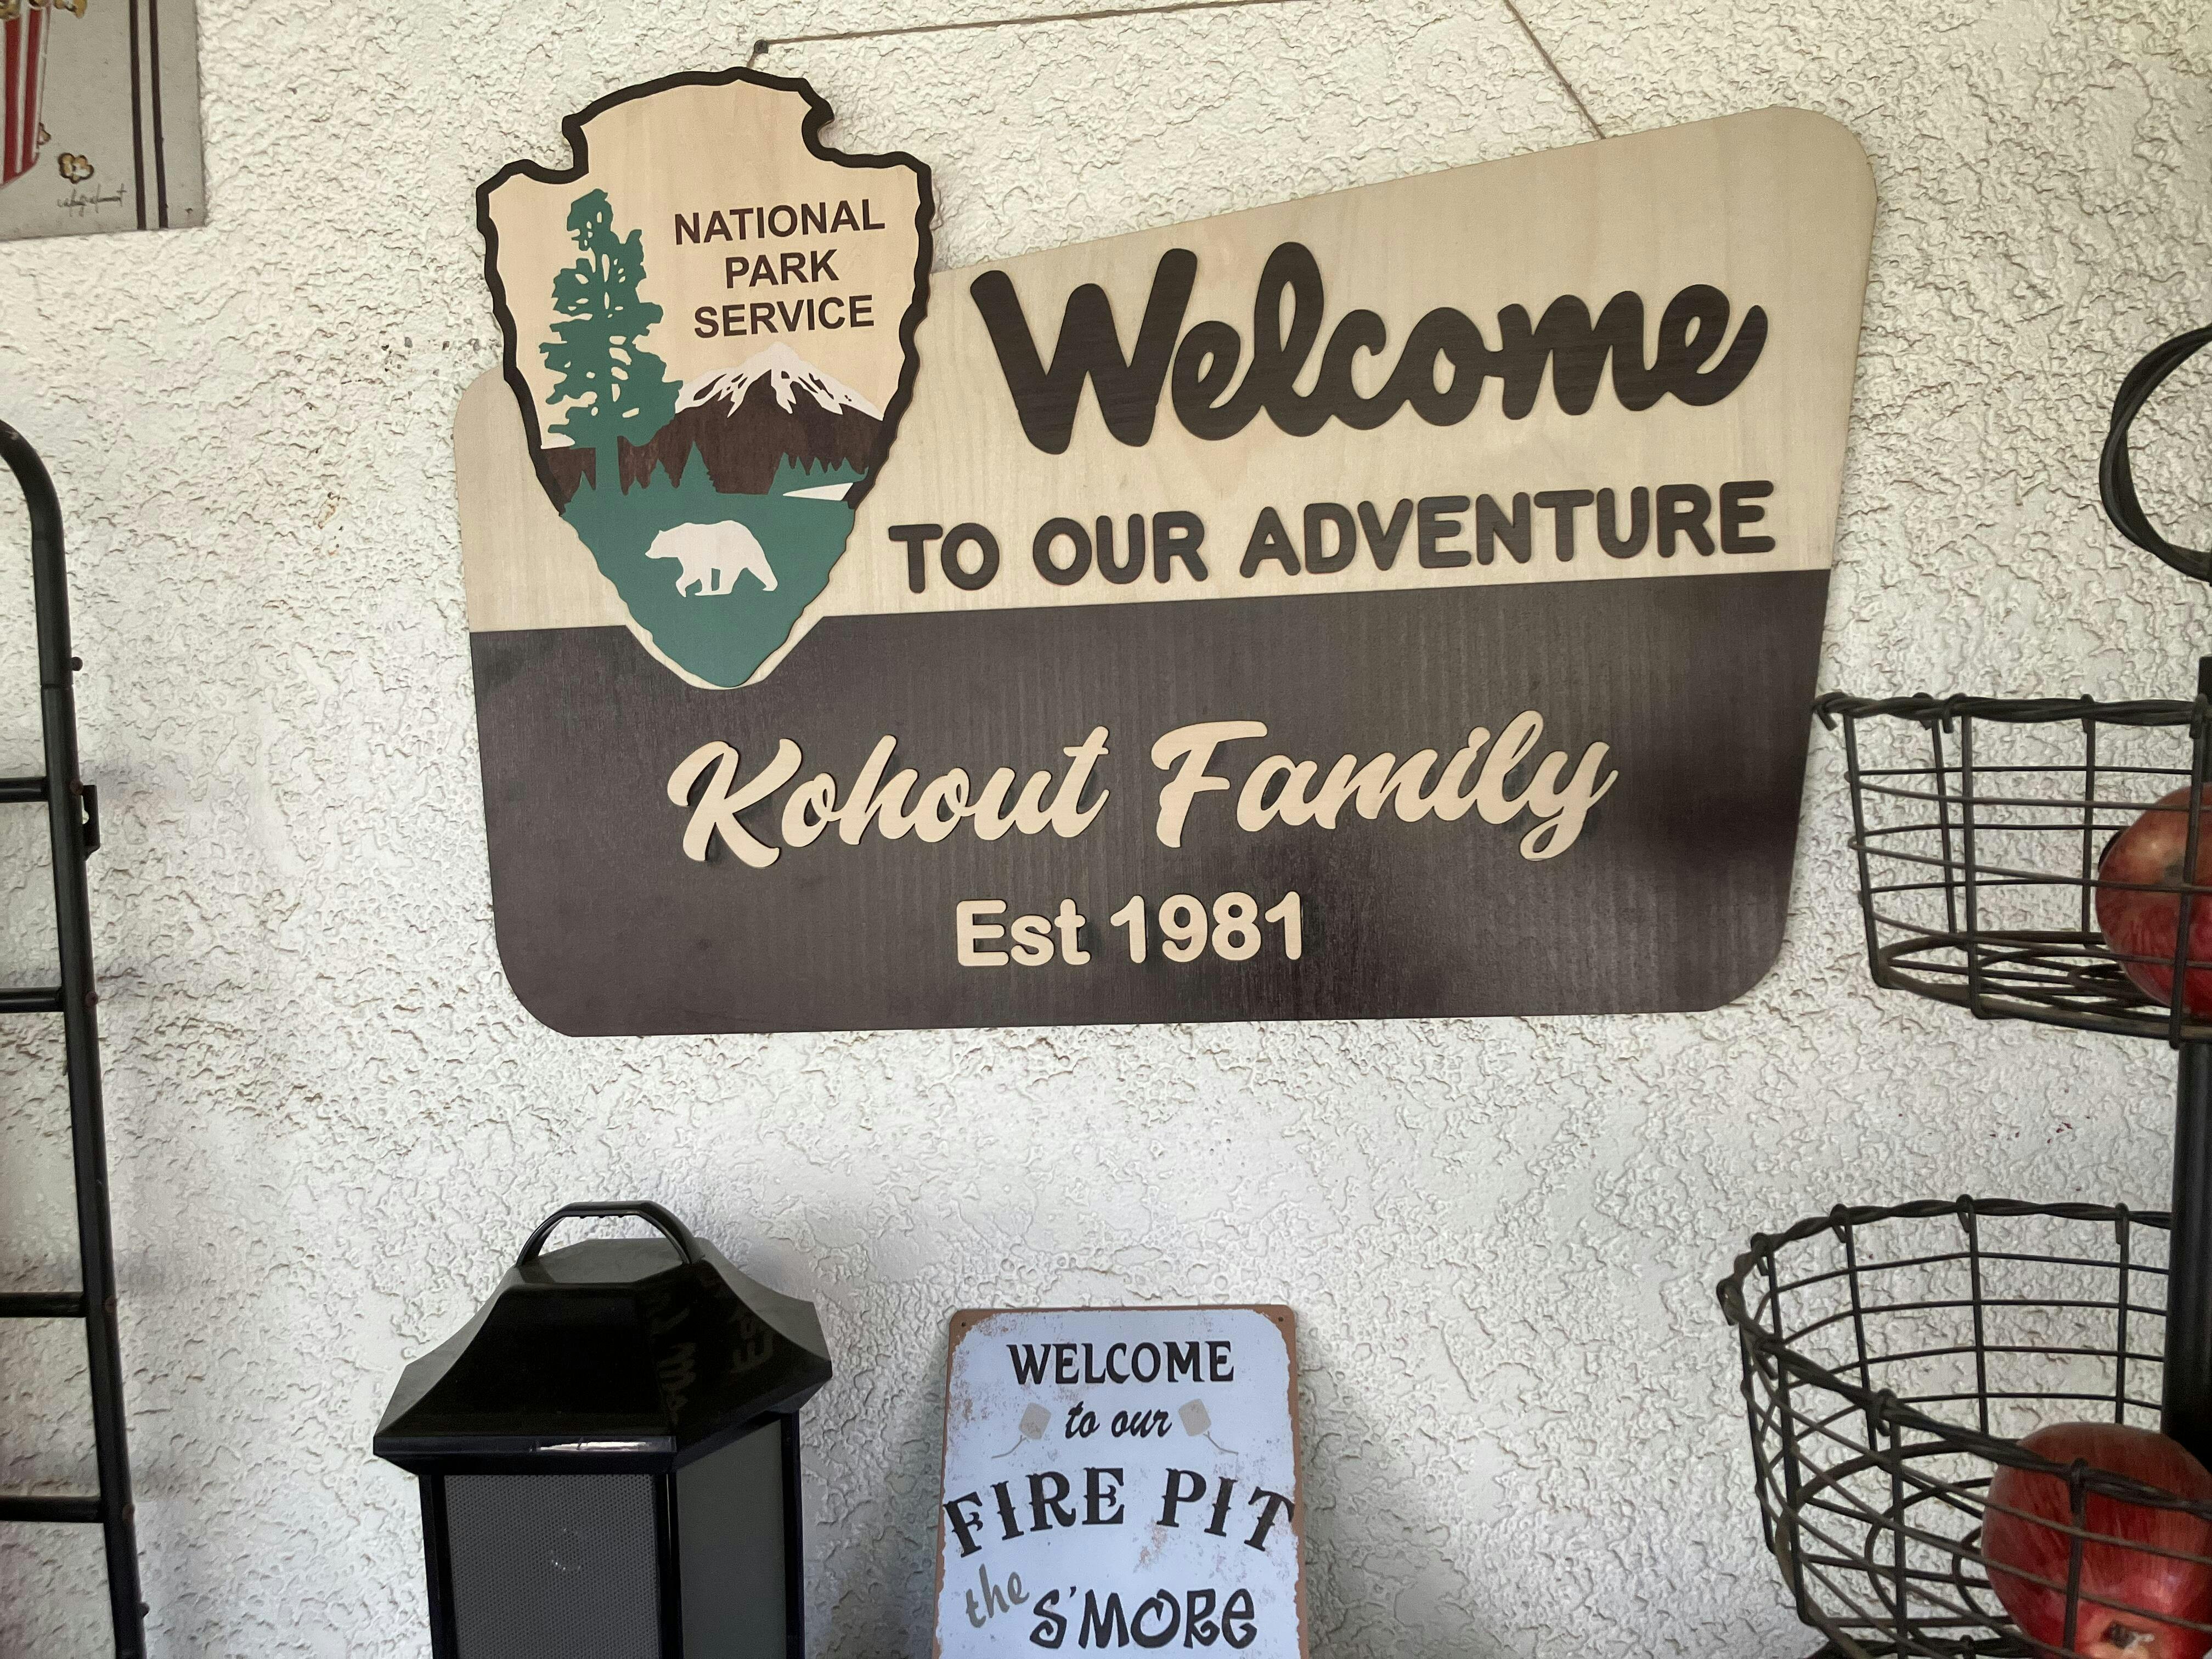 NATIONAL
PARK
SERVICE
Welcome
TO OUR ADVENTURE
Kohout Family
Est 1981
WELCOME
to our
FIRE PIT
the S'MORE